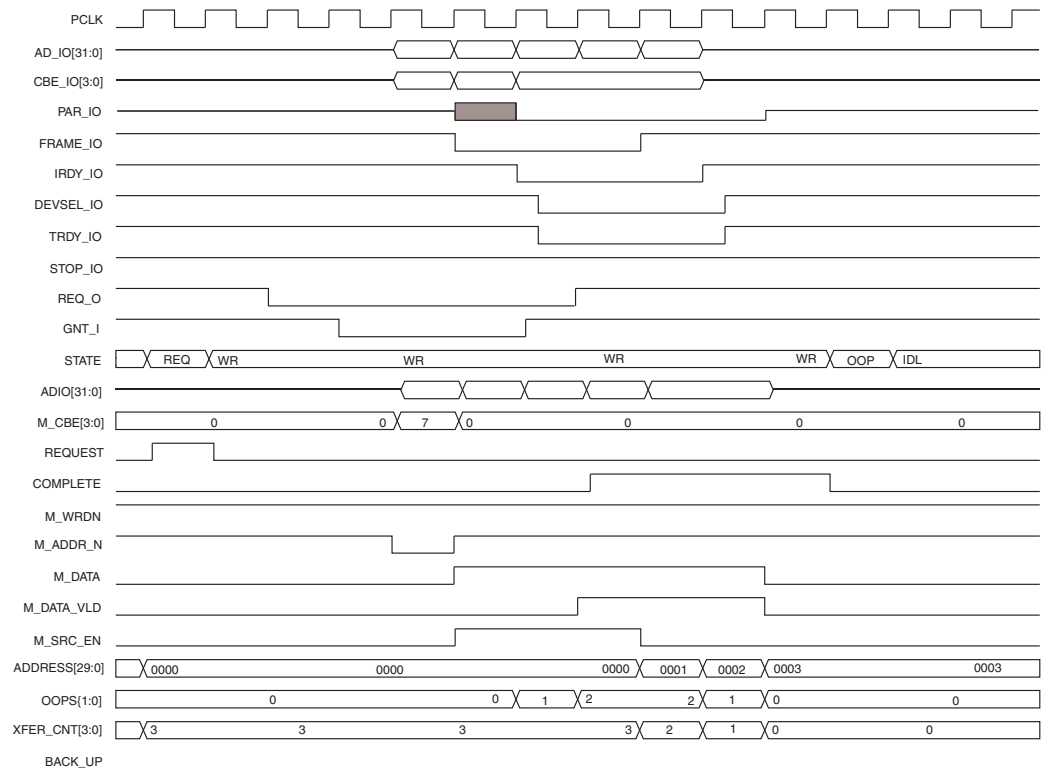 PCLK
AD_IO[31:0]
CBE_IO[3:0]
PAR_IO
FRAME_IO
IRDY_IO
DEVSEL_IO
TRDY_IO
STOP_IO
REQ_O
GNT_I
STATE REQ WR WR WR WR OOP IDL
ADIO[31:0]
M_CBE[3:0] 0 0 7 0 0 0 0
REQUEST
COMPLETE
M_WRDN
M_ADDR_N
M_DATA
M_DATA_VLD
M_SRC_EN
ADDRESS[29:0] 0000 0000 0000 0001 0002 0003 0003
OOPS[1:0] 0 0 1 2 2 1 0 0
XFER_CNT[3:0] 3 3 3 3 2 1 0 0
BACK_UP